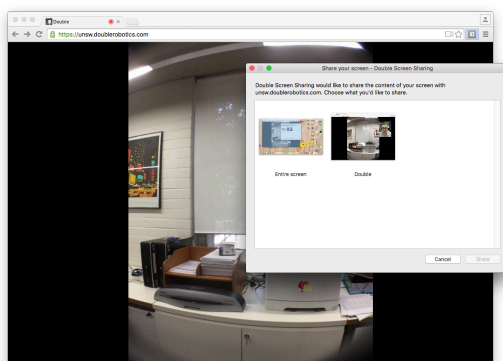 Double
https://unsw.doublerobotics.com
Share your screen - Double Screen Sharing
Double Screen Sharing would like to share the content of your screen with
unsw.doublerobotics.com. Choose what you'd like to share.
Entire screen
Double
Cancel
Share